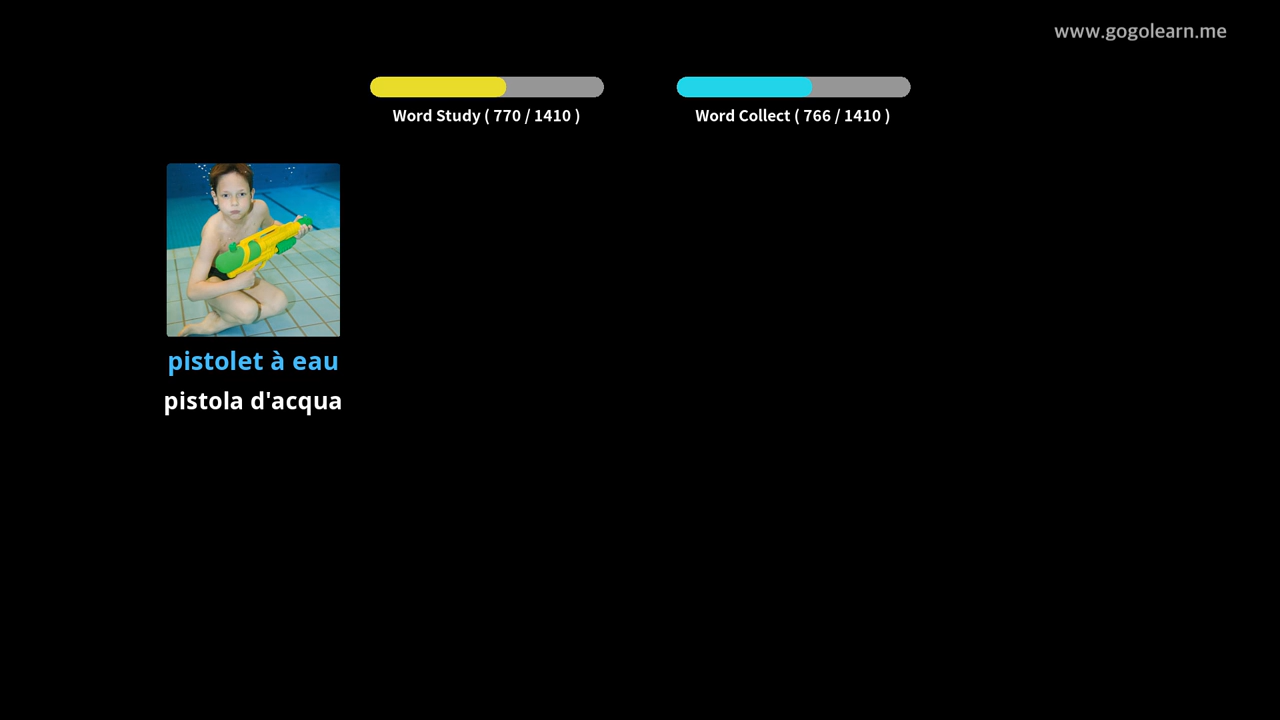 www.gogolearn.me
Word Study ( 770 / 1410 )
Word Collect ( 766 / 1410 )
pistolet à eau
pistola d'acqua